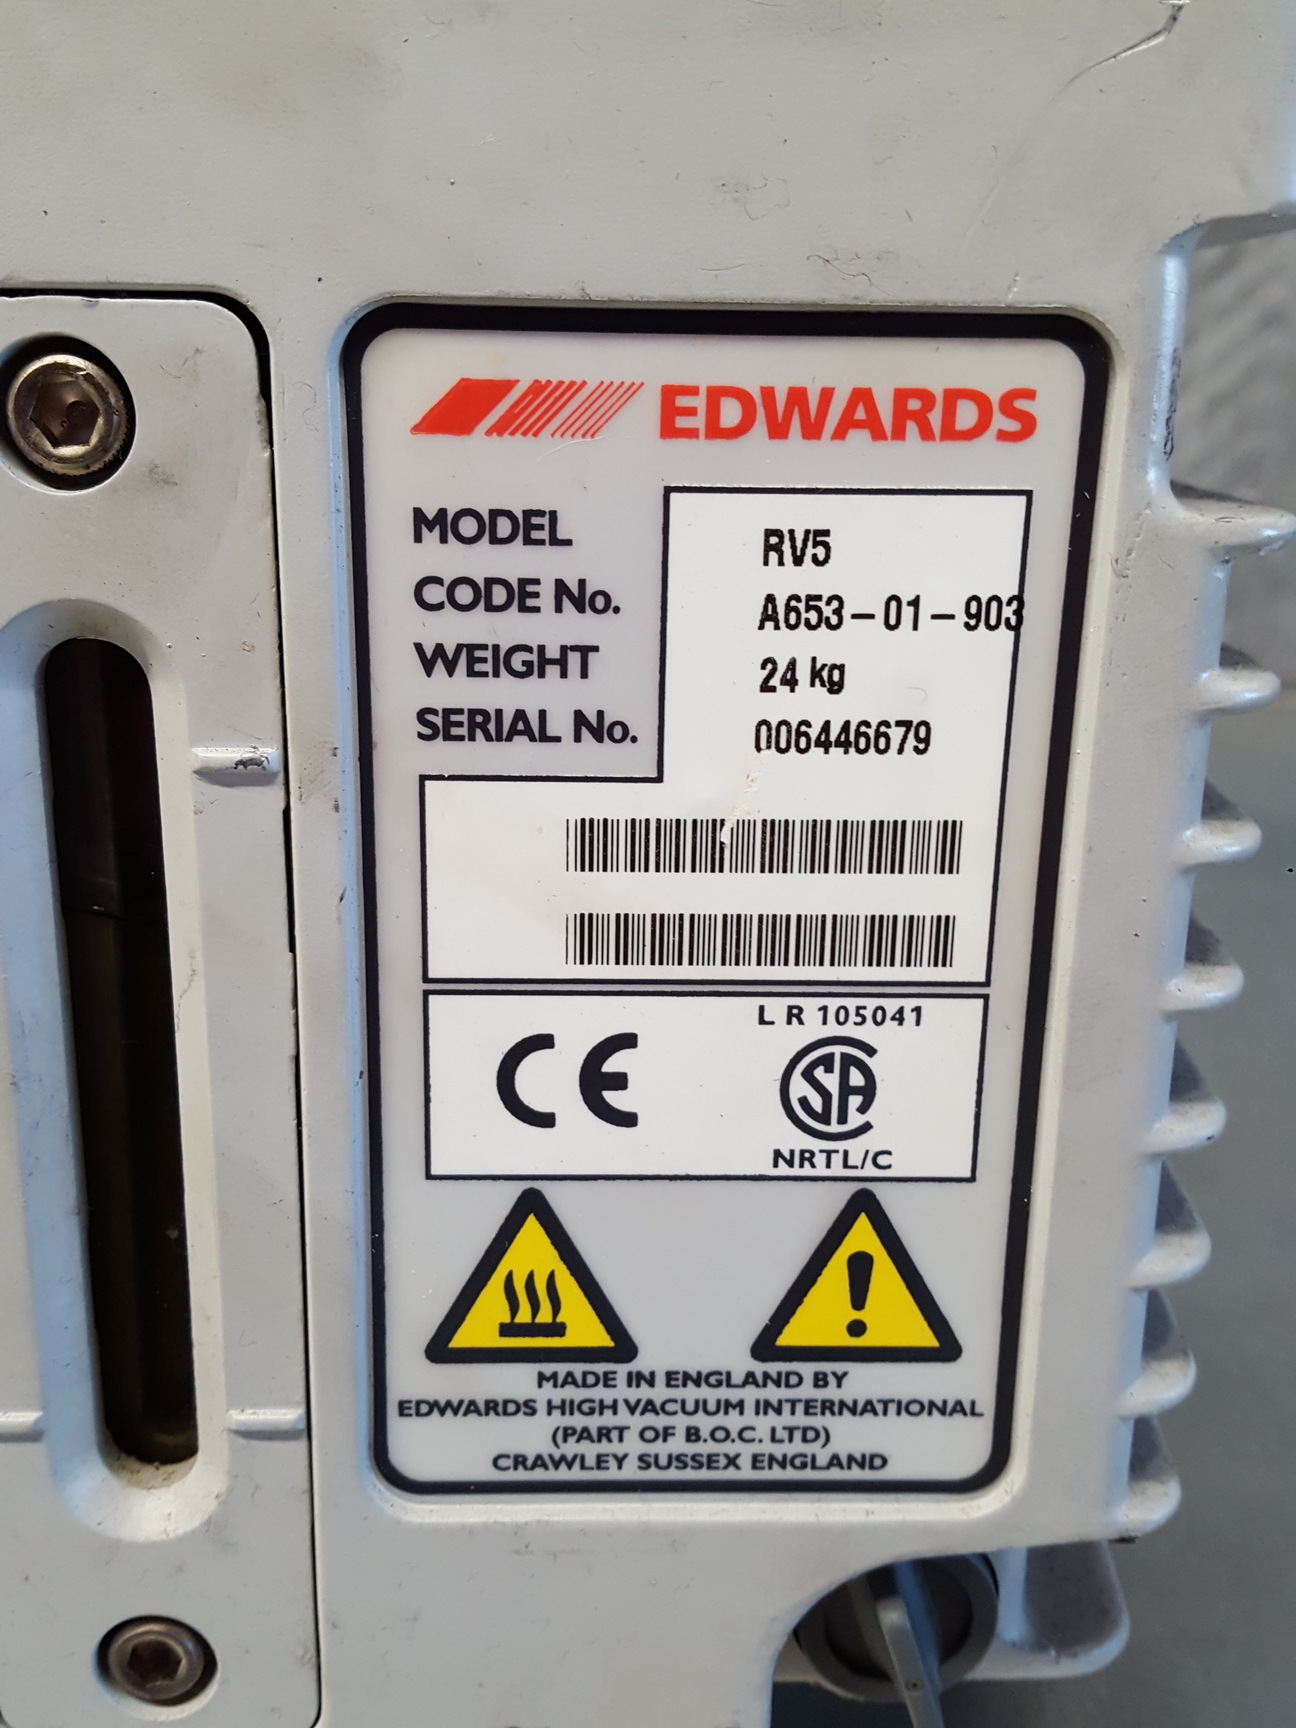 EDWARDS
MODEL RV5
CODE No. A653-01-903
WEIGHT 24 kg
SERIAL No. 006446679
LR 105041
CE SA
NRTL/C
MADE IN ENGLAND BY
EDWARDS HIGH VACUUM INTERNATIONAL
(PART OF B.O.C. LTD)
CRAWLEY SUSSEX ENGLAND